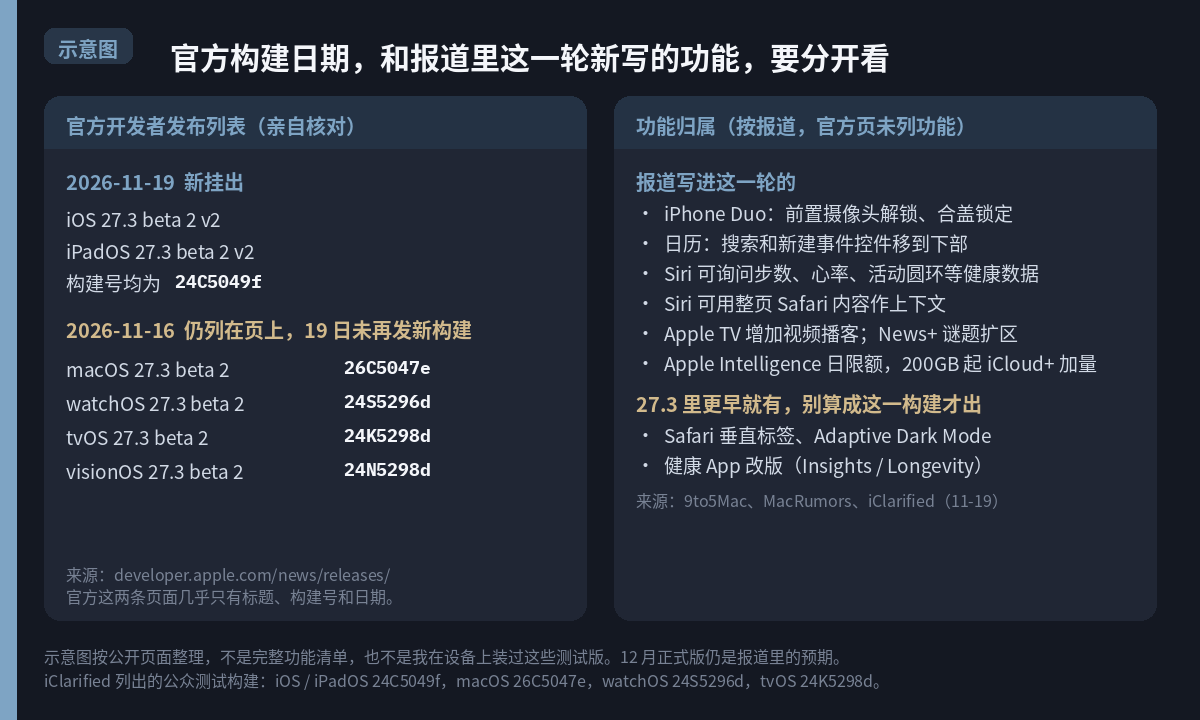 示意图
官方构建日期，和报道里这一轮新写的功能，要分开看
官方开发者发布列表（亲自核对）
2026-11-19 新挂出
iOS 27.3 beta 2 v2
iPadOS 27.3 beta 2 v2
构建号均为 24C5049f
2026-11-16 仍列在页上，19 日未再发新构建
macOS 27.3 beta 2 26C5047e
watchOS 27.3 beta 2 24S5296d
tvOS 27.3 beta 2 24K5298d
visionOS 27.3 beta 2 24N5298d
来源：developer.apple.com/news/releases/
官方这两条页面几乎只有标题、构建号和日期。
功能归属（按报道，官方页未列功能）
报道写进这一轮的
• iPhone Duo：前置摄像头解锁、合盖锁定
• 日历：搜索和新建事件控件移到下部
• Siri 可询问步数、心率、活动圆环等健康数据
• Siri 可用整页 Safari 内容作上下文
• Apple TV 增加视频播客；News+ 谜题扩区
• Apple Intelligence 日限额，200GB 起 iCloud+ 加量
27.3 里更早就有，别算成这一构建才出
• Safari 垂直标签、Adaptive Dark Mode
• 健康 App 改版（Insights / Longevity）
来源：9to5Mac、MacRumors、iClarified（11-19）
示意图按公开页面整理，不是完整功能清单，也不是我在设备上装过这些测试版。12 月正式版仍是报道里的预期。
iClarified 列出的公众测试构建：iOS / iPadOS 24C5049f，macOS 26C5047e，watchOS 24S5296d，tvOS 24K5298d。